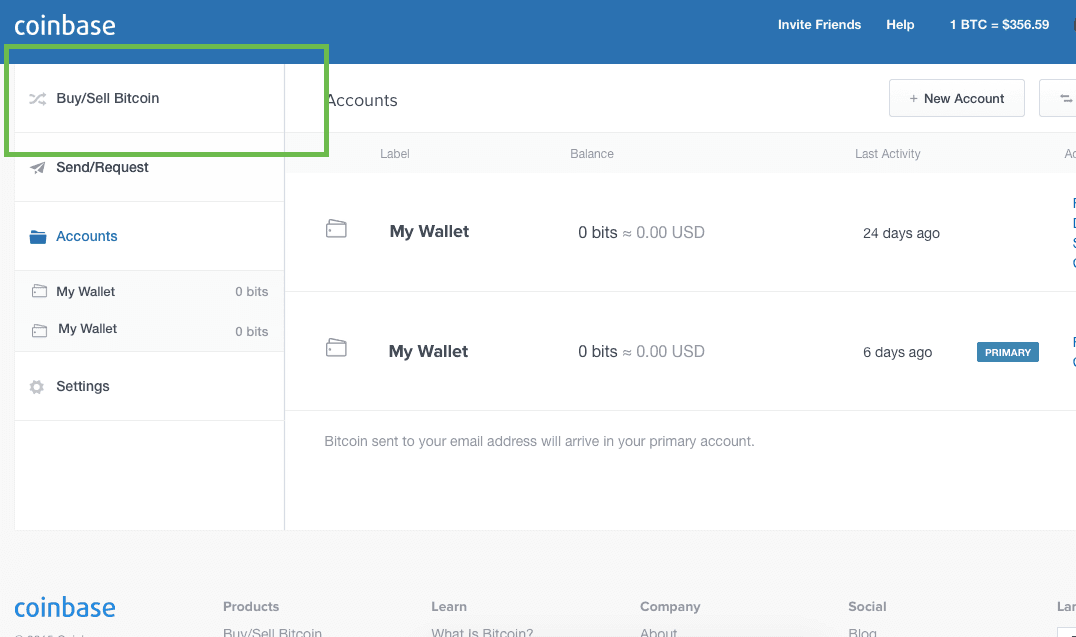 coinbase
Invite Friends Help 1 BTC = $356.59
Buy/Sell Bitcoin
Send/Request
Accounts
My Wallet 0 bits
My Wallet 0 bits
Settings
Accounts
+ New Account
Label Balance Last Activity
My Wallet 0 bits ≈ 0.00 USD 24 days ago
My Wallet 0 bits ≈ 0.00 USD 6 days ago PRIMARY
Bitcoin sent to your email address will arrive in your primary account.
coinbase
Products Learn Company Social
Buy/Sell Bitcoin What Is Bitcoin? About Blog